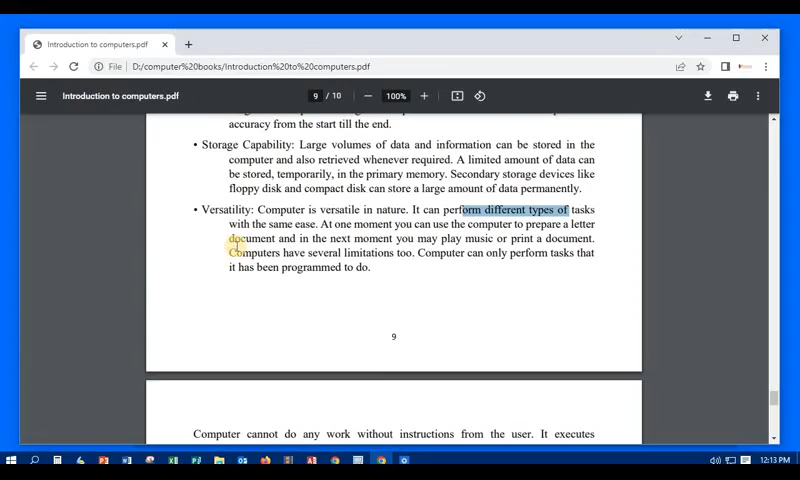 Introduction to computers.pdf
File D:/computer%20books/Introduction%20to%20computers.pdf
Introduction to computers.pdf 9 / 10 100%
accuracy from the start till the end.
• Storage Capability: Large volumes of data and information can be stored in the
computer and also retrieved whenever required. A limited amount of data can
be stored, temporarily, in the primary memory. Secondary storage devices like
floppy disk and compact disk can store a large amount of data permanently.
• Versatility: Computer is versatile in nature. It can perform different types of tasks
with the same ease. At one moment you can use the computer to prepare a letter
document and in the next moment you may play music or print a document.
Computers have several limitations too. Computer can only perform tasks that
it has been programmed to do.
9
Computer cannot do any work without instructions from the user. It executes
12:13 PM